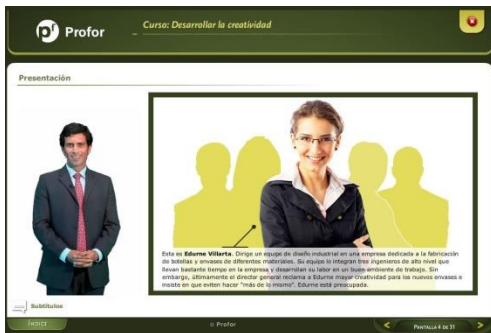 Profor
Curso: Desarrollar la creatividad
Presentación
Esta es Edurne Villarta. Dirige un equipo de diseño industrial en una empresa dedicada a la fabricación
de botellas y envases de diferentes materiales. Su equipo lo integran tres ingenieros de alto nivel que
llevan bastante tiempo en la empresa y desarrollan su labor en un buen ambiente de trabajo. Sin
embargo, últimamente el director general reclama a Edurne mayor creatividad para los nuevos envases e
insiste en que eviten hacer "más de lo mismo". Edurne está preocupada.
Subtítulos
ÍNDICE
© Profor
PANTALLA 4 DE 31